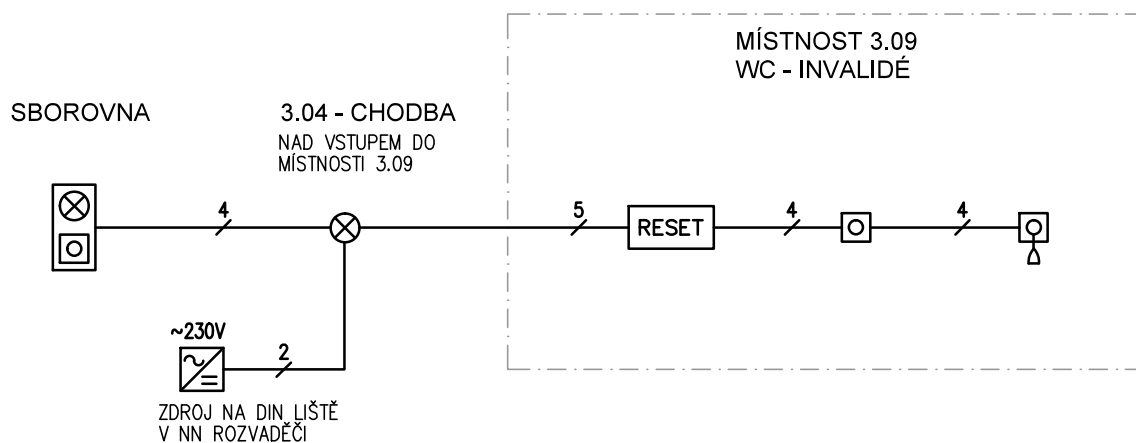 MÍSTNOST 3.09
WC - INVALIDÉ
SBOROVNA
3.04 - CHODBA
NAD VSTUPEM DO
MÍSTNOSTI 3.09
4
5
RESET
4
4
~230V
2
ZDROJ NA DIN LIŠTĚ
V NN ROZVADĚČI